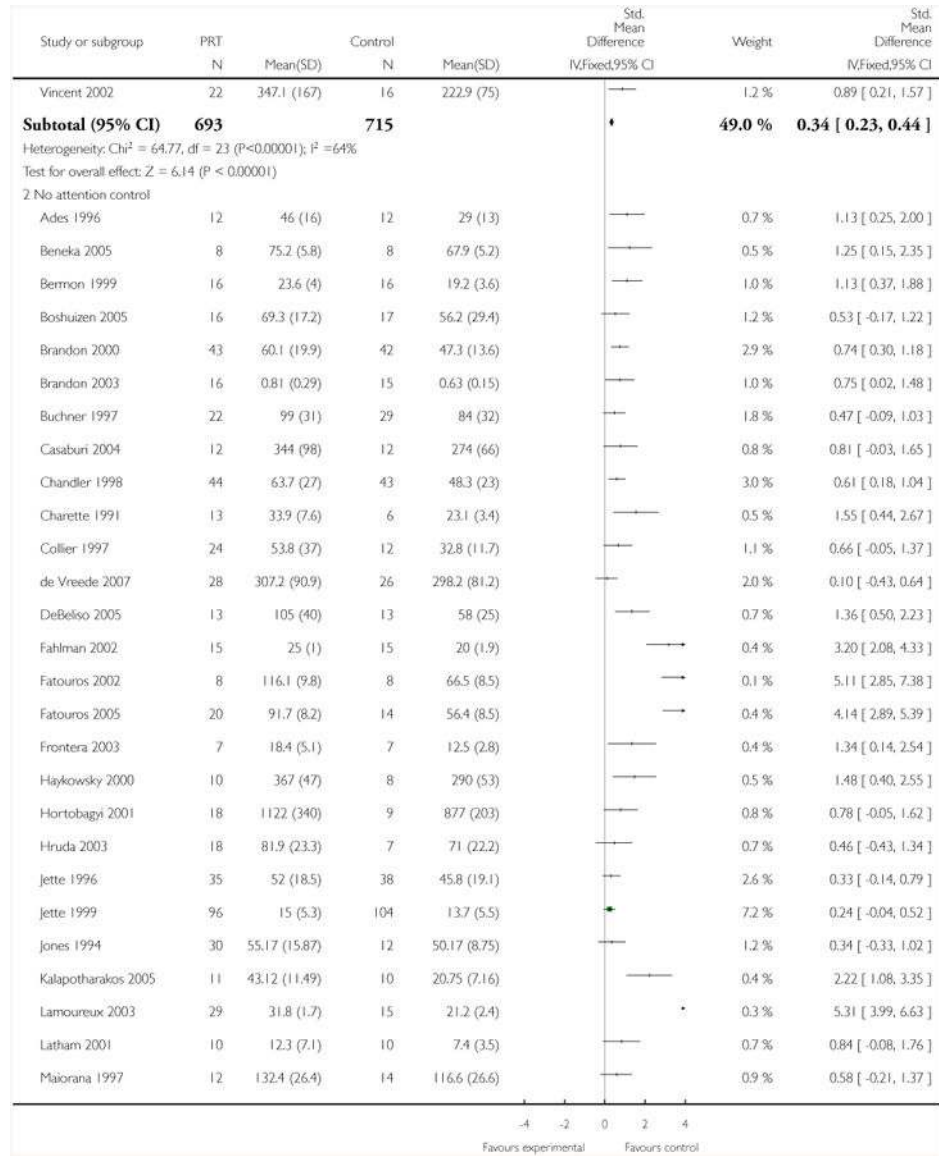 Study or subgroup PRT Control Std. Mean Difference Weight Std. Mean Difference
N Mean(SD) N Mean(SD) IV,Fixed,95% CI IV,Fixed,95% CI
Vincent 2002 22 347.1 (167) 16 222.9 (75) 1.2 % 0.89 [ 0.21, 1.57 ]
Subtotal (95% CI) 693 715 49.0 % 0.34 [ 0.23, 0.44 ]
Heterogeneity: Chi² = 64.77, df = 23 (P<0.00001); I² =64%
Test for overall effect: Z = 6.14 (P < 0.00001)
2 No attention control
Ades 1996 12 46 (16) 12 29 (13) 0.7 % 1.13 [ 0.25, 2.00 ]
Beneka 2005 8 75.2 (5.8) 8 67.9 (5.2) 0.5 % 1.25 [ 0.15, 2.35 ]
Bermon 1999 16 23.6 (4) 16 19.2 (3.6) 1.0 % 1.13 [ 0.37, 1.88 ]
Boshuizen 2005 16 69.3 (17.2) 17 56.2 (29.4) 1.2 % 0.53 [ -0.17, 1.22 ]
Brandon 2000 43 60.1 (19.9) 42 47.3 (13.6) 2.9 % 0.74 [ 0.30, 1.18 ]
Brandon 2003 16 0.81 (0.29) 15 0.63 (0.15) 1.0 % 0.75 [ 0.02, 1.48 ]
Buchner 1997 22 99 (31) 29 84 (32) 1.8 % 0.47 [ -0.09, 1.03 ]
Casaburi 2004 12 344 (98) 12 274 (66) 0.8 % 0.81 [ -0.03, 1.65 ]
Chandler 1998 44 63.7 (27) 43 48.3 (23) 3.0 % 0.61 [ 0.18, 1.04 ]
Charette 1991 13 33.9 (7.6) 6 23.1 (3.4) 0.5 % 1.55 [ 0.44, 2.67 ]
Collier 1997 24 53.8 (37) 12 32.8 (11.7) 1.1 % 0.66 [ -0.05, 1.37 ]
de Vreede 2007 28 307.2 (90.9) 26 298.2 (81.2) 2.0 % 0.10 [ -0.43, 0.64 ]
DeBeliso 2005 13 105 (40) 13 58 (25) 0.7 % 1.36 [ 0.50, 2.23 ]
Fahlman 2002 15 25 (1) 15 20 (1.9) 0.4 % 3.20 [ 2.08, 4.33 ]
Fatouros 2002 8 116.1 (9.8) 8 66.5 (8.5) 0.1 % 5.11 [ 2.85, 7.38 ]
Fatouros 2005 20 91.7 (8.2) 14 56.4 (8.5) 0.4 % 4.14 [ 2.89, 5.39 ]
Frontera 2003 7 18.4 (5.1) 7 12.5 (2.8) 0.4 % 1.34 [ 0.14, 2.54 ]
Haykowsky 2000 10 367 (47) 8 290 (53) 0.5 % 1.48 [ 0.40, 2.55 ]
Hortobagyi 2001 18 1122 (340) 9 877 (203) 0.8 % 0.78 [ -0.05, 1.62 ]
Hruda 2003 18 81.9 (23.3) 7 71 (22.2) 0.7 % 0.46 [ -0.43, 1.34 ]
Jette 1996 35 52 (18.5) 38 45.8 (19.1) 2.6 % 0.33 [ -0.14, 0.79 ]
Jette 1999 96 15 (5.3) 104 13.7 (5.5) 7.2 % 0.24 [ -0.04, 0.52 ]
Jones 1994 30 55.17 (15.87) 12 50.17 (8.75) 1.2 % 0.34 [ -0.33, 1.02 ]
Kalapotharakos 2005 11 43.12 (11.49) 10 20.75 (7.16) 0.4 % 2.22 [ 1.08, 3.35 ]
Lamoureux 2003 29 31.8 (1.7) 15 21.2 (2.4) 0.3 % 5.31 [ 3.99, 6.63 ]
Latham 2001 10 12.3 (7.1) 10 7.4 (3.5) 0.7 % 0.84 [ -0.08, 1.76 ]
Maiorana 1997 12 132.4 (26.4) 14 116.6 (26.6) 0.9 % 0.58 [ -0.21, 1.37 ]
-4 -2 0 2 4
Favours experimental Favours control